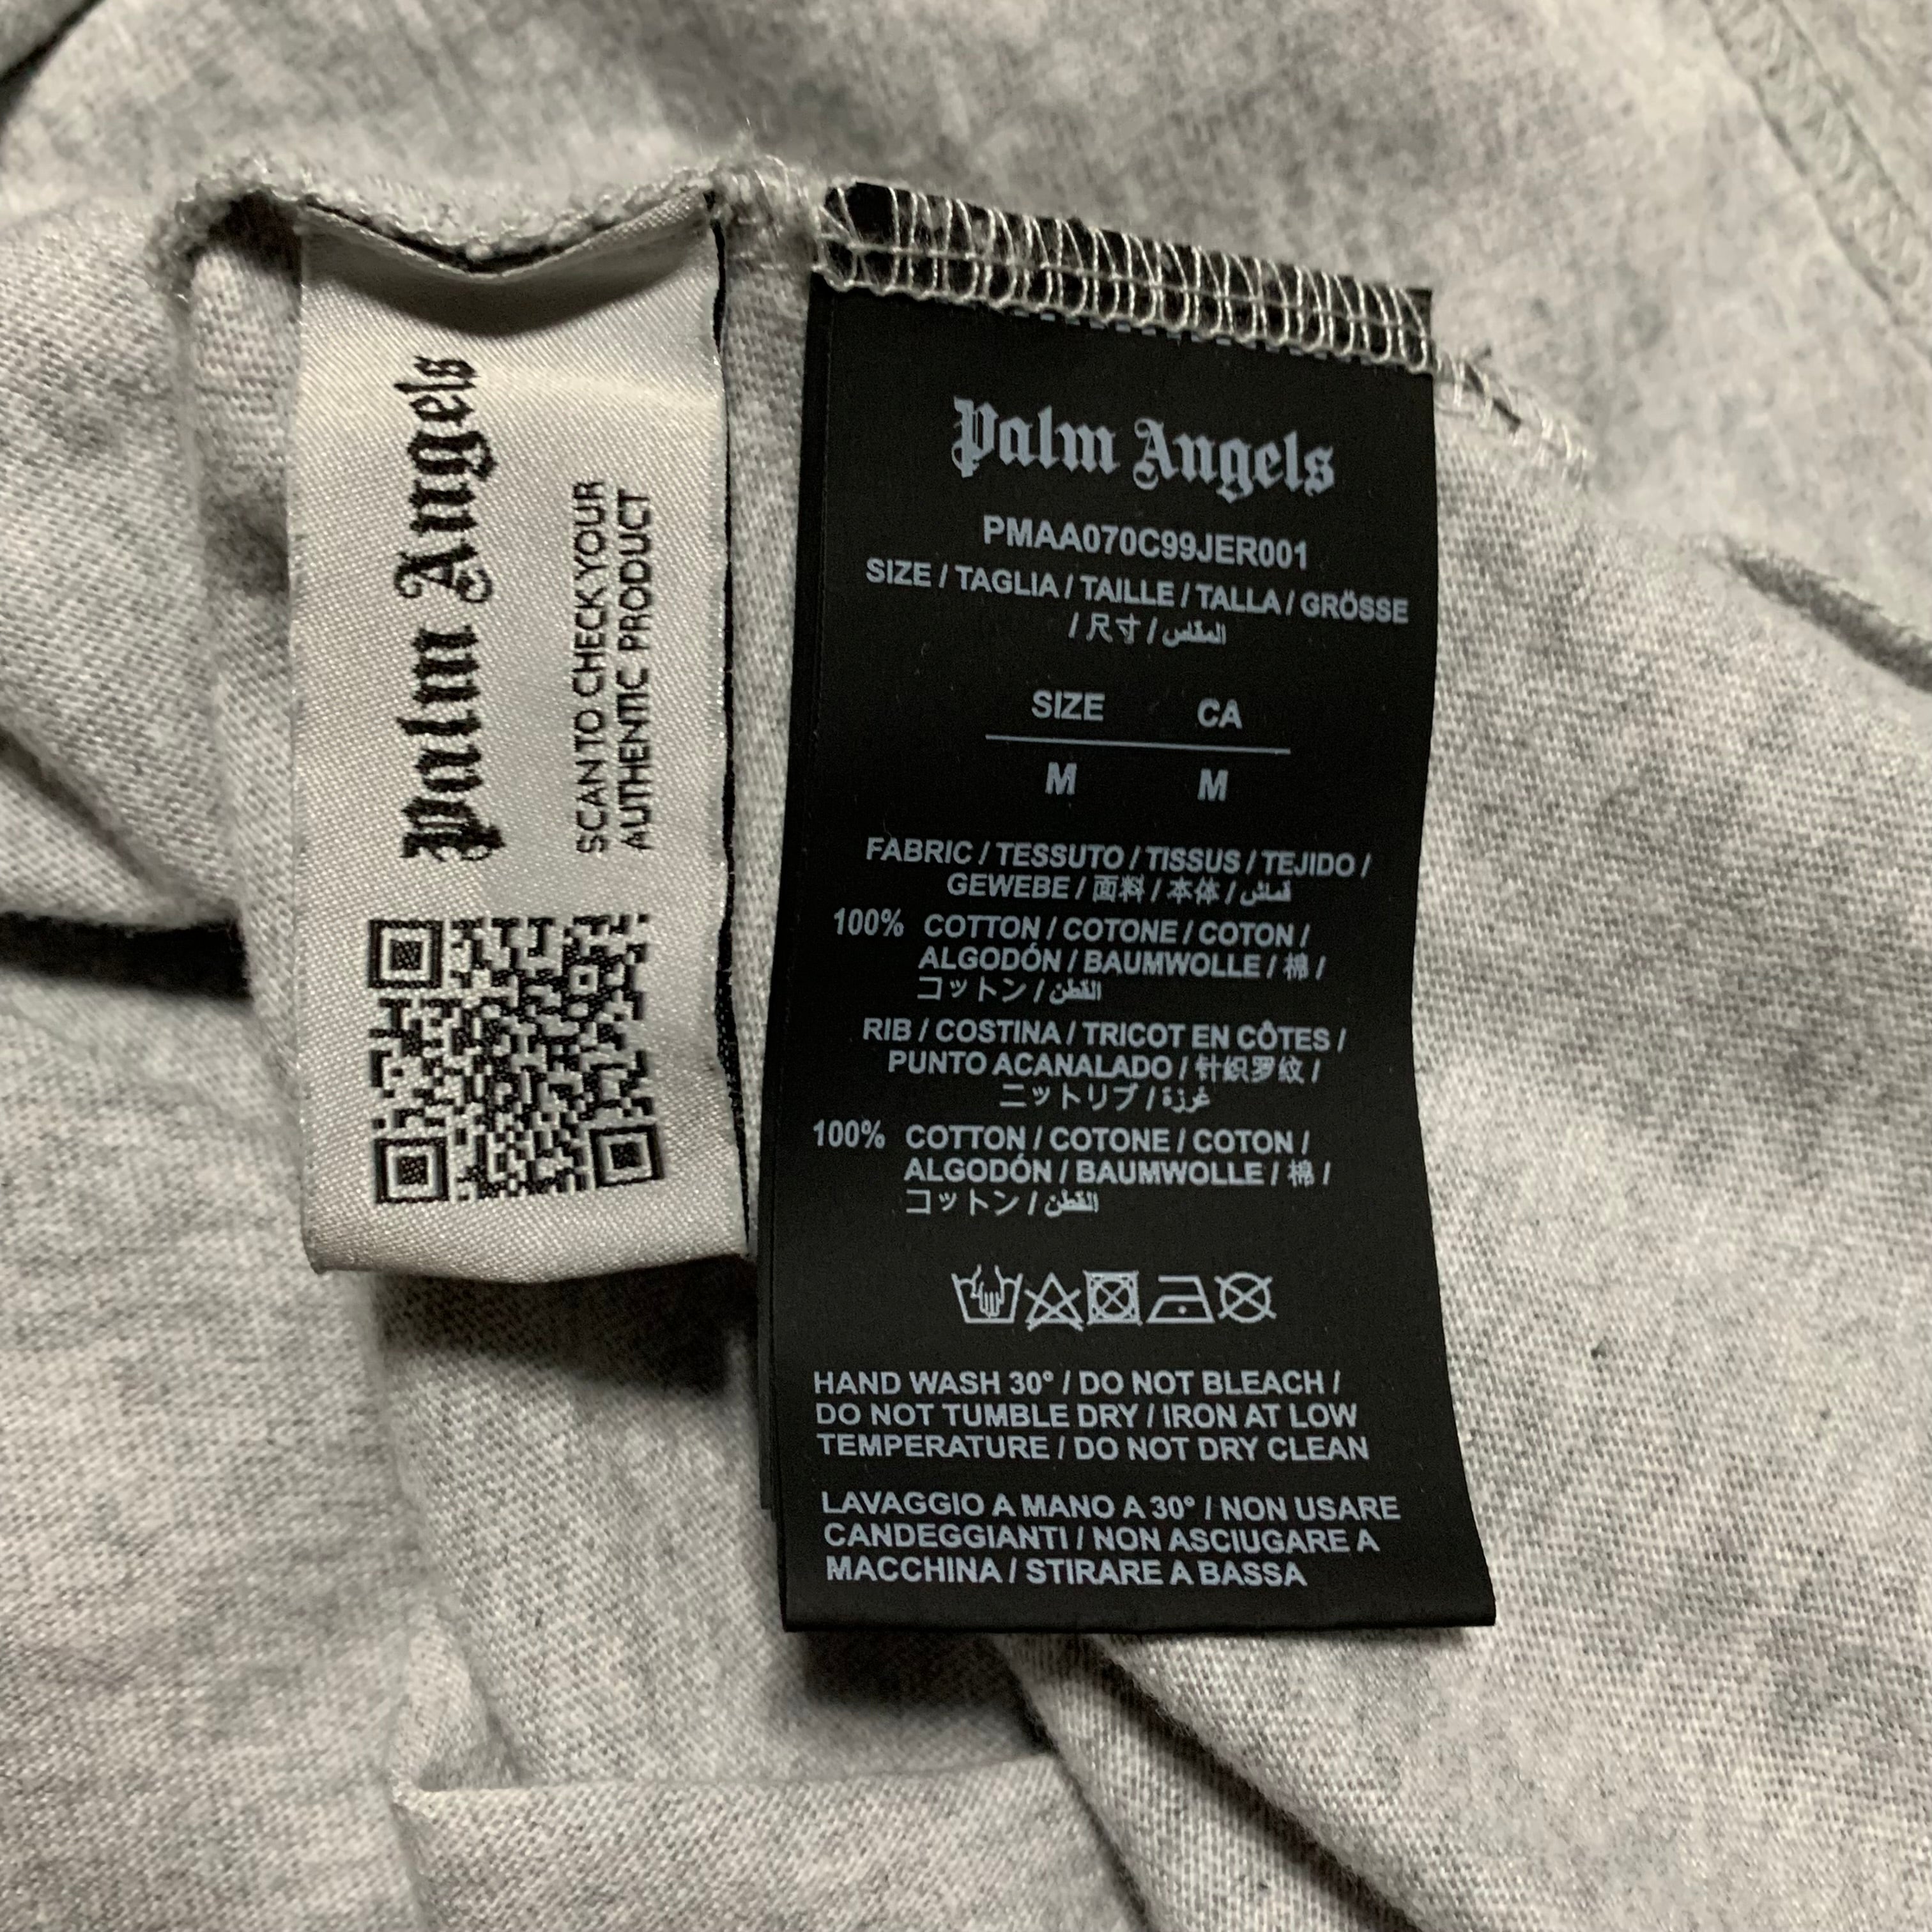 Palm Angels
SCAN TO CHECK YOUR
AUTHENTIC PRODUCT
Palm Angels
PMAA070C99JER001
SIZE / TAGLIA / TAILLE / TALLA / GRÖSSE
/ 尺寸 / المقاس
SIZE CA
M M
FABRIC / TESSUTO / TISSUS / TEJIDO /
GEWEBE / 面料 / 本体 / قماش
100% COTTON / COTONE / COTON /
ALGODÓN / BAUMWOLLE / 棉 /
コットン / القطن
RIB / COSTINA / TRICOT EN CÔTES /
PUNTO ACANALADO / 针织罗纹 /
ニットリブ / غرزة
100% COTTON / COTONE / COTON /
ALGODÓN / BAUMWOLLE / 棉 /
コットン / القطن
HAND WASH 30° / DO NOT BLEACH /
DO NOT TUMBLE DRY / IRON AT LOW
TEMPERATURE / DO NOT DRY CLEAN
LAVAGGIO A MANO A 30° / NON USARE
CANDEGGIANTI / NON ASCIUGARE A
MACCHINA / STIRARE A BASSA